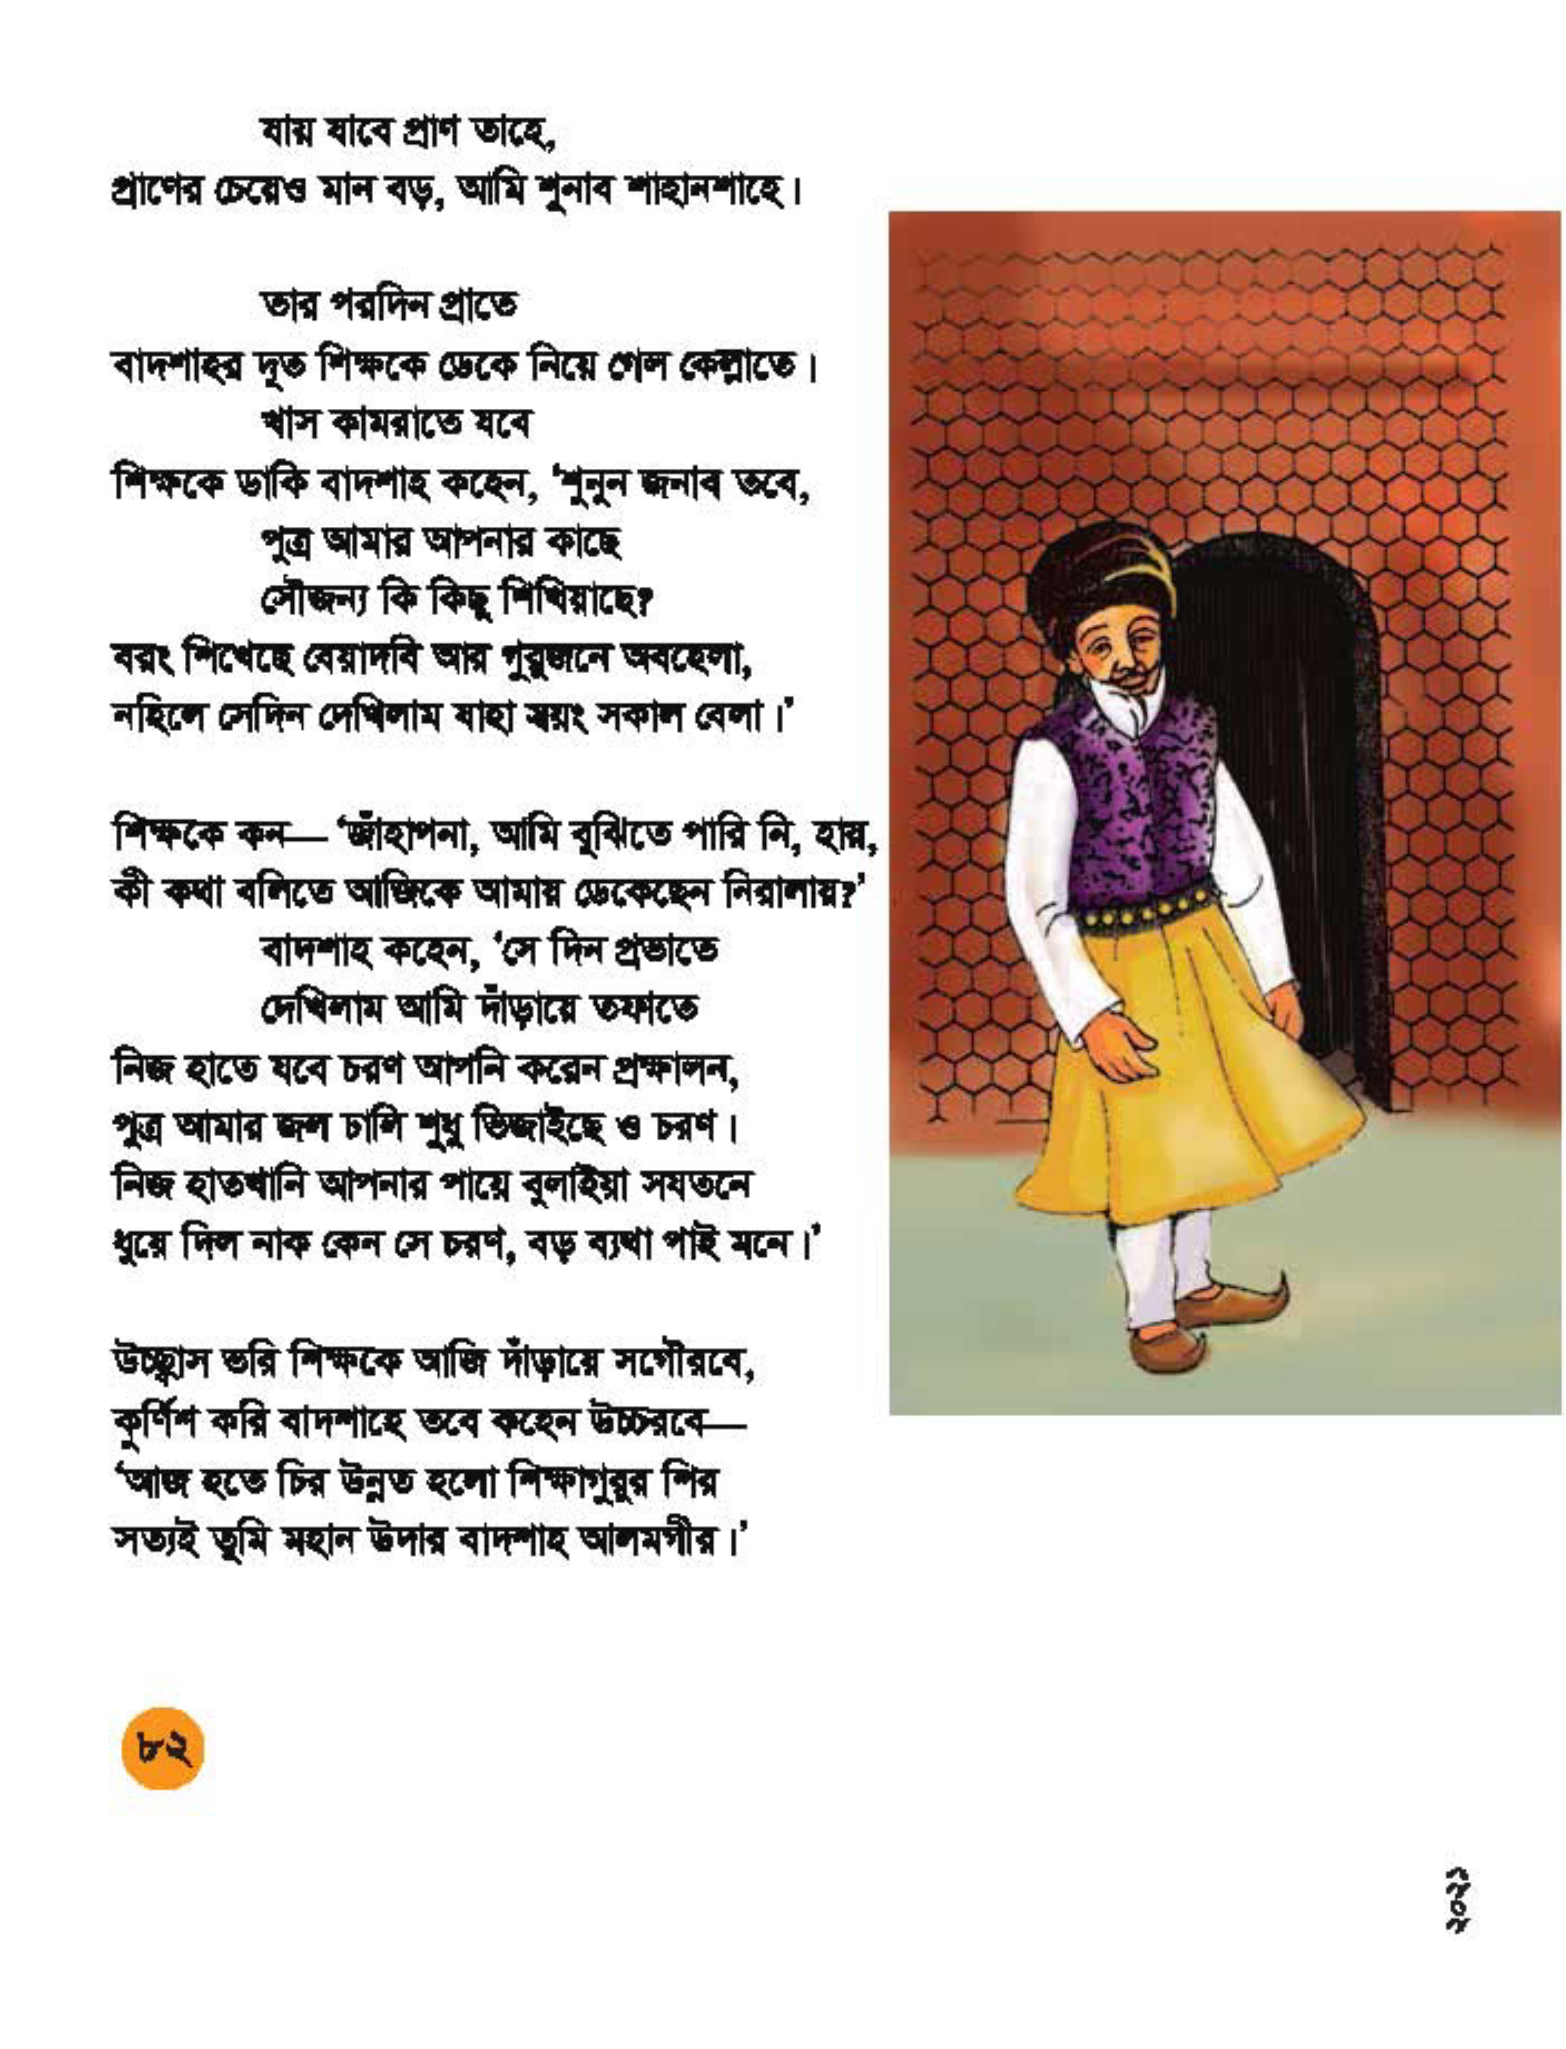 যায় যাবে প্রাণ তাহে,
প্রাণের চেয়েও মান বড়, আমি শুনাব শাহানশাহে।
তার পরদিন প্রাতে
বাদশাহর দূত শিক্ষকে ডেকে নিয়ে গেল কেল্লাতে।
খাস কামরাতে যবে
শিক্ষকে ডাকি বাদশাহ কহেন, ‘শুনুন জনাব তবে,
পুত্র আমার আপনার কাছে
সৌজন্য কি কিছু শিখিয়াছে?
বরং শিখেছে বেয়াদবি আর গুরুজনে অবহেলা,
নহিলে সেদিন দেখিলাম যাহা স্বয়ং সকাল বেলা।’
শিক্ষকে কন— ‘জাঁহাপনা, আমি বুঝিতে পারি নি, হায়,
কী কথা বলিতে আজিকে আমায় ডেকেছেন নিরালায়?’
বাদশাহ কহেন, ‘সে দিন প্রভাতে
দেখিলাম আমি দাঁড়ায়ে তফাতে
নিজ হাতে যবে চরণ আপনি করেন প্রক্ষালন,
পুত্র আমার জল ঢালি শুধু ভিজাইছে ও চরণ।
নিজ হাতখানি আপনার পায়ে বুলাইয়া সযতনে
ধুয়ে দিল নাক কেন সে চরণ, বড় ব্যথা পাই মনে।’
উচ্ছ্বাস ভরি শিক্ষকে আজি দাঁড়ায়ে সগৌরবে,
কুর্ণিশ করি বাদশাহে তবে কহেন উচ্চরবে—
‘আজ হতে চির উন্নত হলো শিক্ষাগুরুর শির
সত্যই তুমি মহান উদার বাদশাহ আলমগীর।’
৮২
২০২১